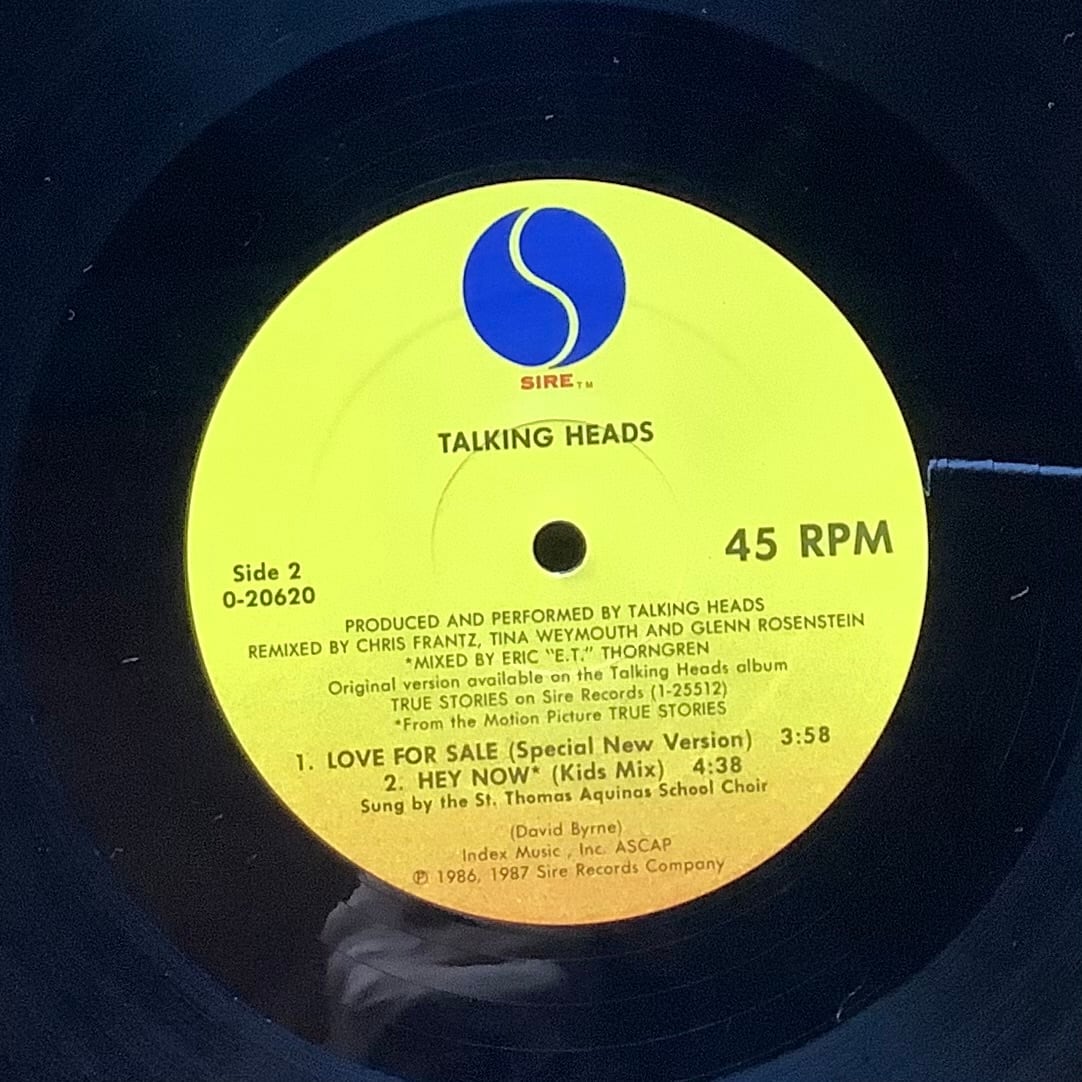 SIRE™
TALKING HEADS
45 RPM
Side 2
0-20620
PRODUCED AND PERFORMED BY TALKING HEADS
REMIXED BY CHRIS FRANTZ, TINA WEYMOUTH AND GLENN ROSENSTEIN
*MIXED BY ERIC "E.T." THORNGREN
Original version available on the Talking Heads album
TRUE STORIES on Sire Records (1-25512)
*From the Motion Picture TRUE STORIES
1. LOVE FOR SALE (Special New Version) 3:58
2. HEY NOW* (Kids Mix) 4:38
Sung by the St. Thomas Aquinas School Choir
(David Byrne)
Index Music, Inc. ASCAP
℗ 1986, 1987 Sire Records Company